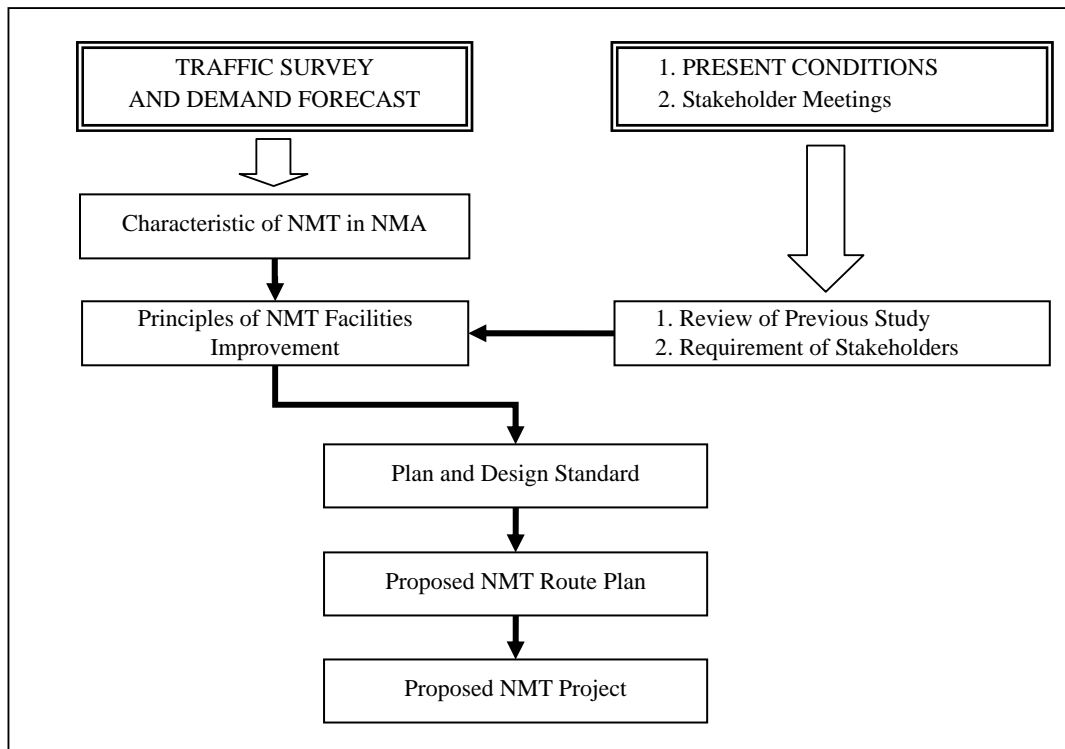 TRAFFIC SURVEY
AND DEMAND FORECAST
1. PRESENT CONDITIONS
2. Stakeholder Meetings
Characteristic of NMT in NMA
Principles of NMT Facilities
Improvement
1. Review of Previous Study
2. Requirement of Stakeholders
Plan and Design Standard
Proposed NMT Route Plan
Proposed NMT Project